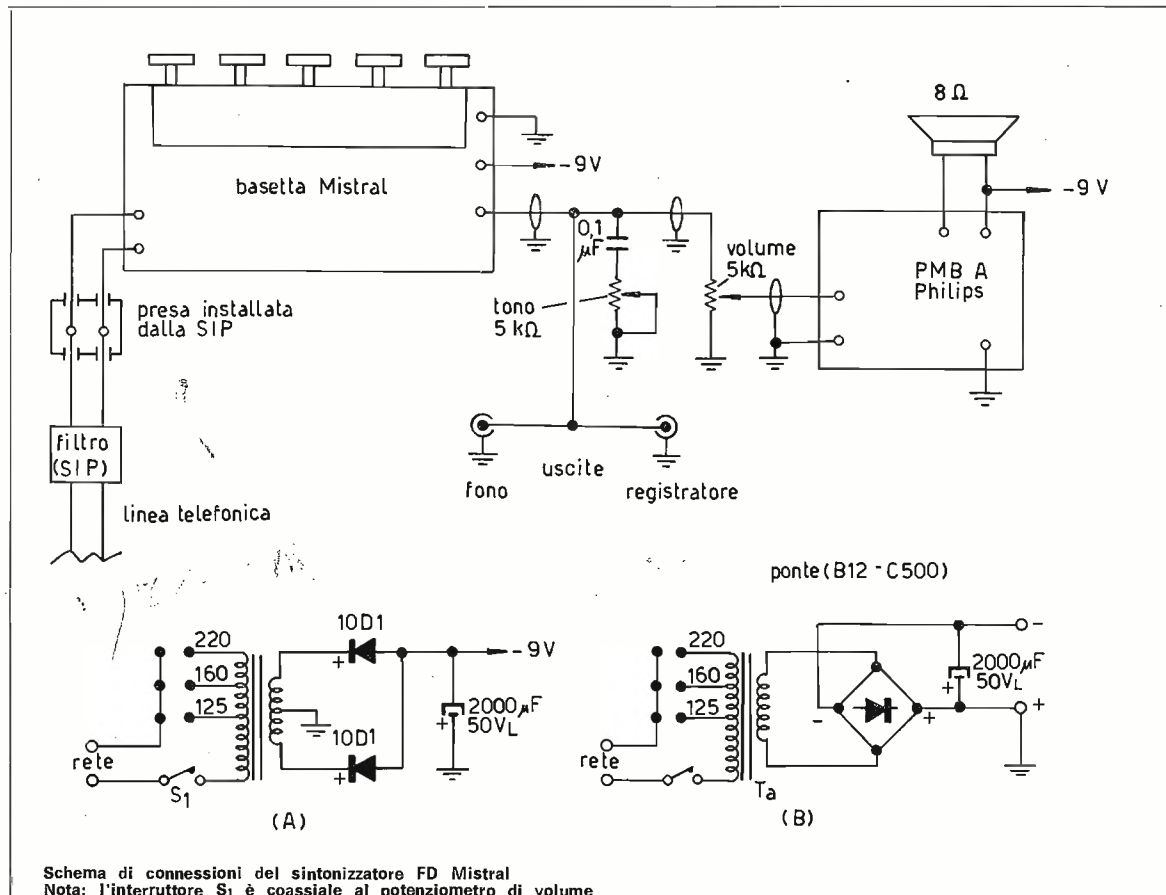 8 Ω
-9 V
basetta Mistral
0,1
µF
volume
5kΩ
-9 V
PMB A
Philips
tono
5 kΩ
presa installata
dalla SIP
filtro
(SIP)
uscite
fono
registratore
linea telefonica
ponte (B12 - C500)
220
160
125
rete
S1
10D1
+
10D1
+
-9V
+
2000µF
50VL
(A)
220
160
125
rete
Ta
-
+
+
2000µF
50VL
-
+
(B)
Schema di connessioni del sintonizzatore FD Mistral
Nota: l'interruttore S1 è coassiale al potenziometro di volume